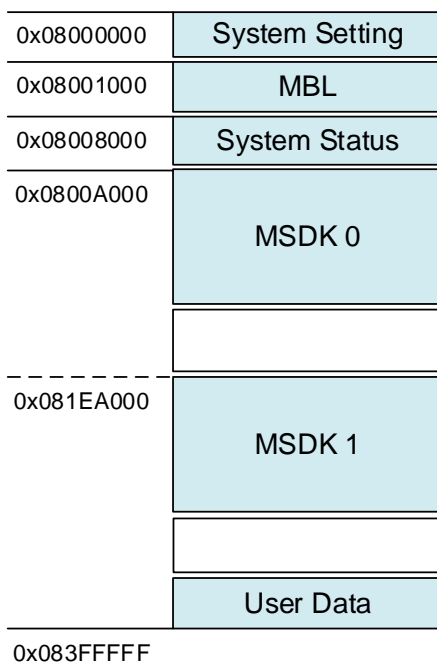 0x08000000 System Setting
0x08001000 MBL
0x08008000 System Status
0x0800A000
MSDK 0
0x081EA000
MSDK 1
User Data
0x083FFFFF